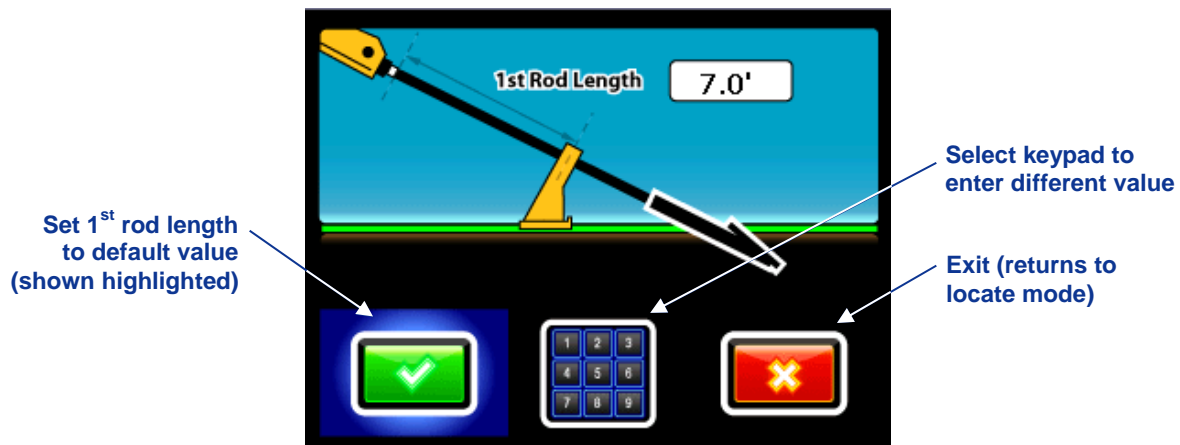 1st Rod Length 7.0'
Select keypad to
enter different value
Set 1st rod length
to default value
(shown highlighted)
Exit (returns to
locate mode)
1 2 3
4 5 6
7 8 9